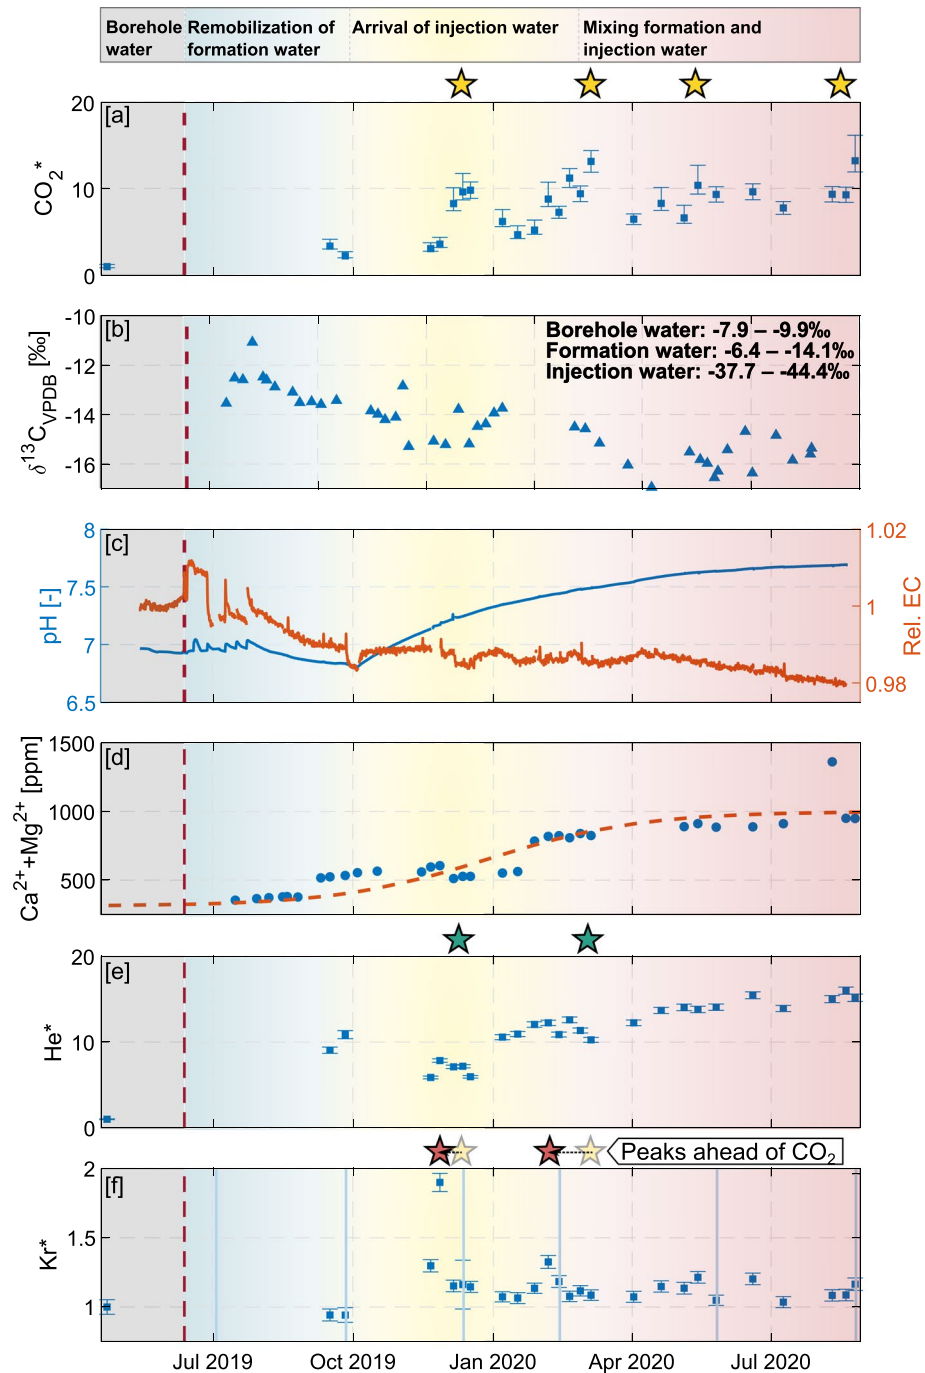 Borehole water
Remobilization of formation water
Arrival of injection water
Mixing formation and injection water
[a]
CO2*
20
10
0
[b]
δ13CVPDB [‰]
-10
-12
-14
-16
Borehole water: -7.9 – -9.9‰
Formation water: -6.4 – -14.1‰
Injection water: -37.7 – -44.4‰
[c]
pH [-]
8
7.5
7
6.5
1.02
1
0.98
Rel. EC
[d]
Ca2++Mg2+ [ppm]
1500
1000
500
[e]
He*
20
10
0
Peaks ahead of CO2
[f]
Kr*
2
1.5
1
Jul 2019
Oct 2019
Jan 2020
Apr 2020
Jul 2020